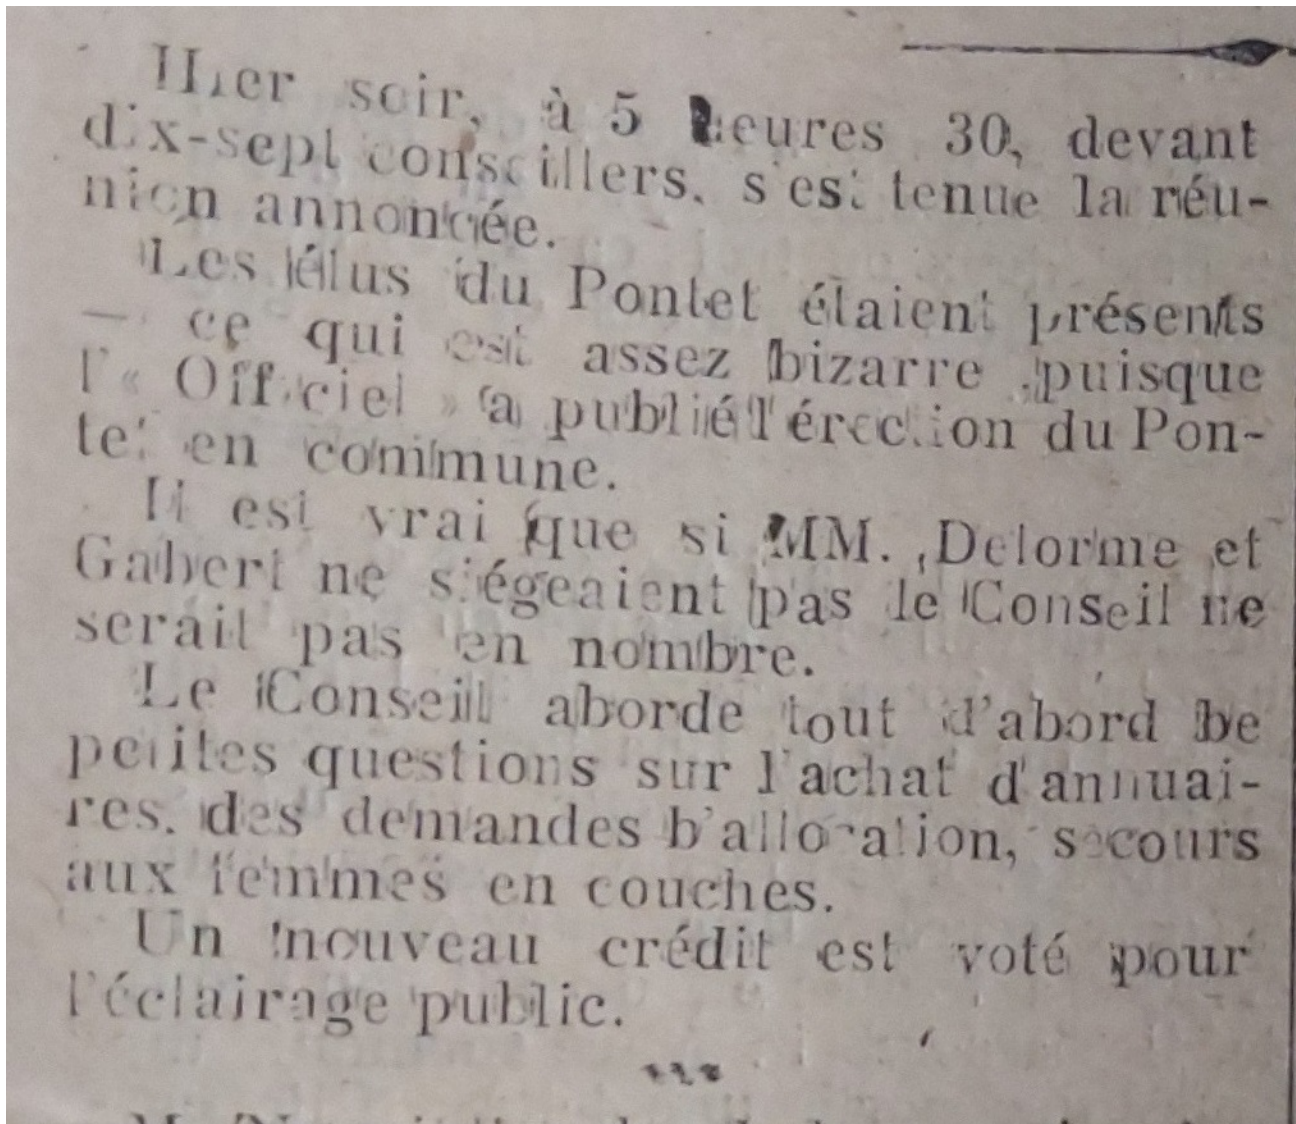 Hier soir, à 5 heures 30, devant
dix-sept conseillers, s'est tenue la réu-
nion annoncée.
Les élus du Pontet étaient présents
— ce qui est assez bizarre, puisque
l'« Officiel » a publié l'érection du Pon-
tet en commune.
Il est vrai que si MM. Delorme et
Gabert ne siégeaient pas le Conseil ne
serait pas en nombre.
Le Conseil aborde tout d'abord be
petites questions sur l'achat d'annuai-
res, des demandes b'allocation, secours
aux femmes en couches.
Un nouveau crédit est voté pour
l'éclairage public.